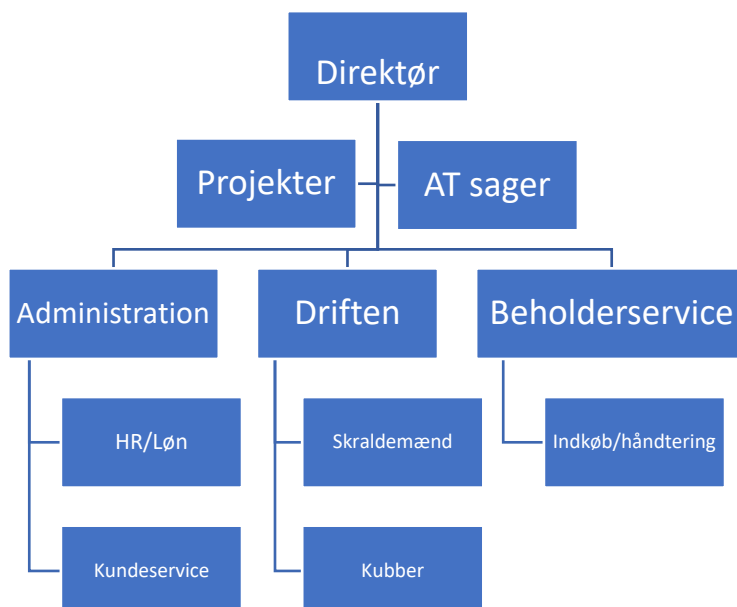 Direktør
Projekter
AT sager
Administration
Driften
Beholderservice
HR/Løn
Skraldemænd
Indkøb/håndtering
Kundeservice
Kubber